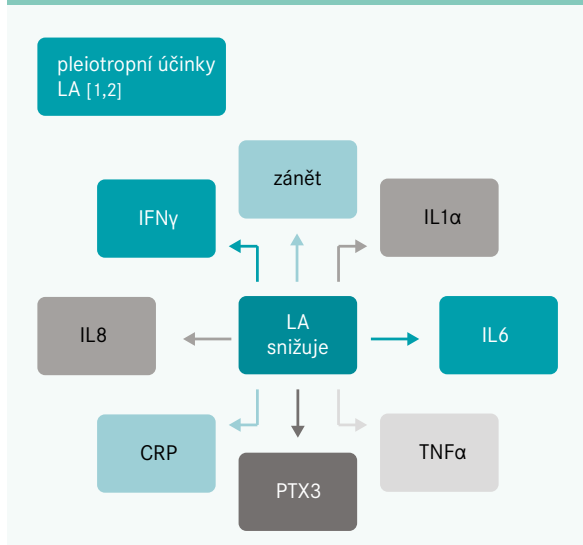 pleiotropní účinky
LA [1,2]
zánět
IFNγ
IL1α
IL8
LA
snižuje
IL6
CRP
TNFα
PTX3